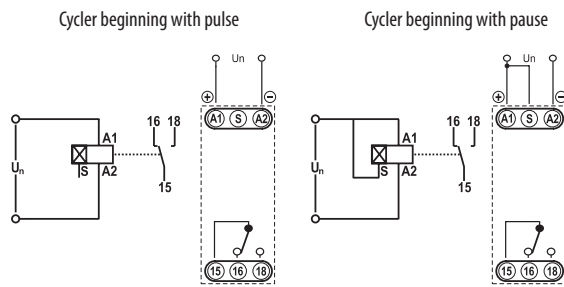 Cycler beginning with pulse
Cycler beginning with pause
Un
⊕ ⊖
A1 S A2
16 18
A1
Un
S A2
15
15 16 18
Un
⊕ ⊖
A1 S A2
16 18
A1
Un
S A2
15
15 16 18